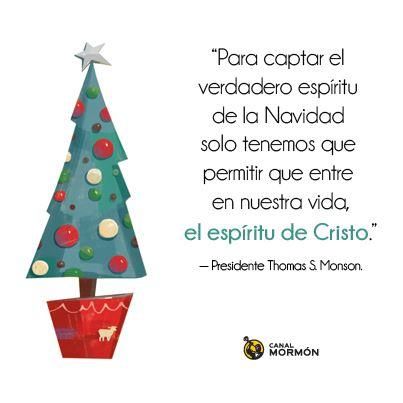 “Para captar el
verdadero espíritu
de la Navidad
solo tenemos que
permitir que entre
en nuestra vida,
el espíritu de Cristo.”
— Presidente Thomas S. Monson.
CANAL
MORMÓN